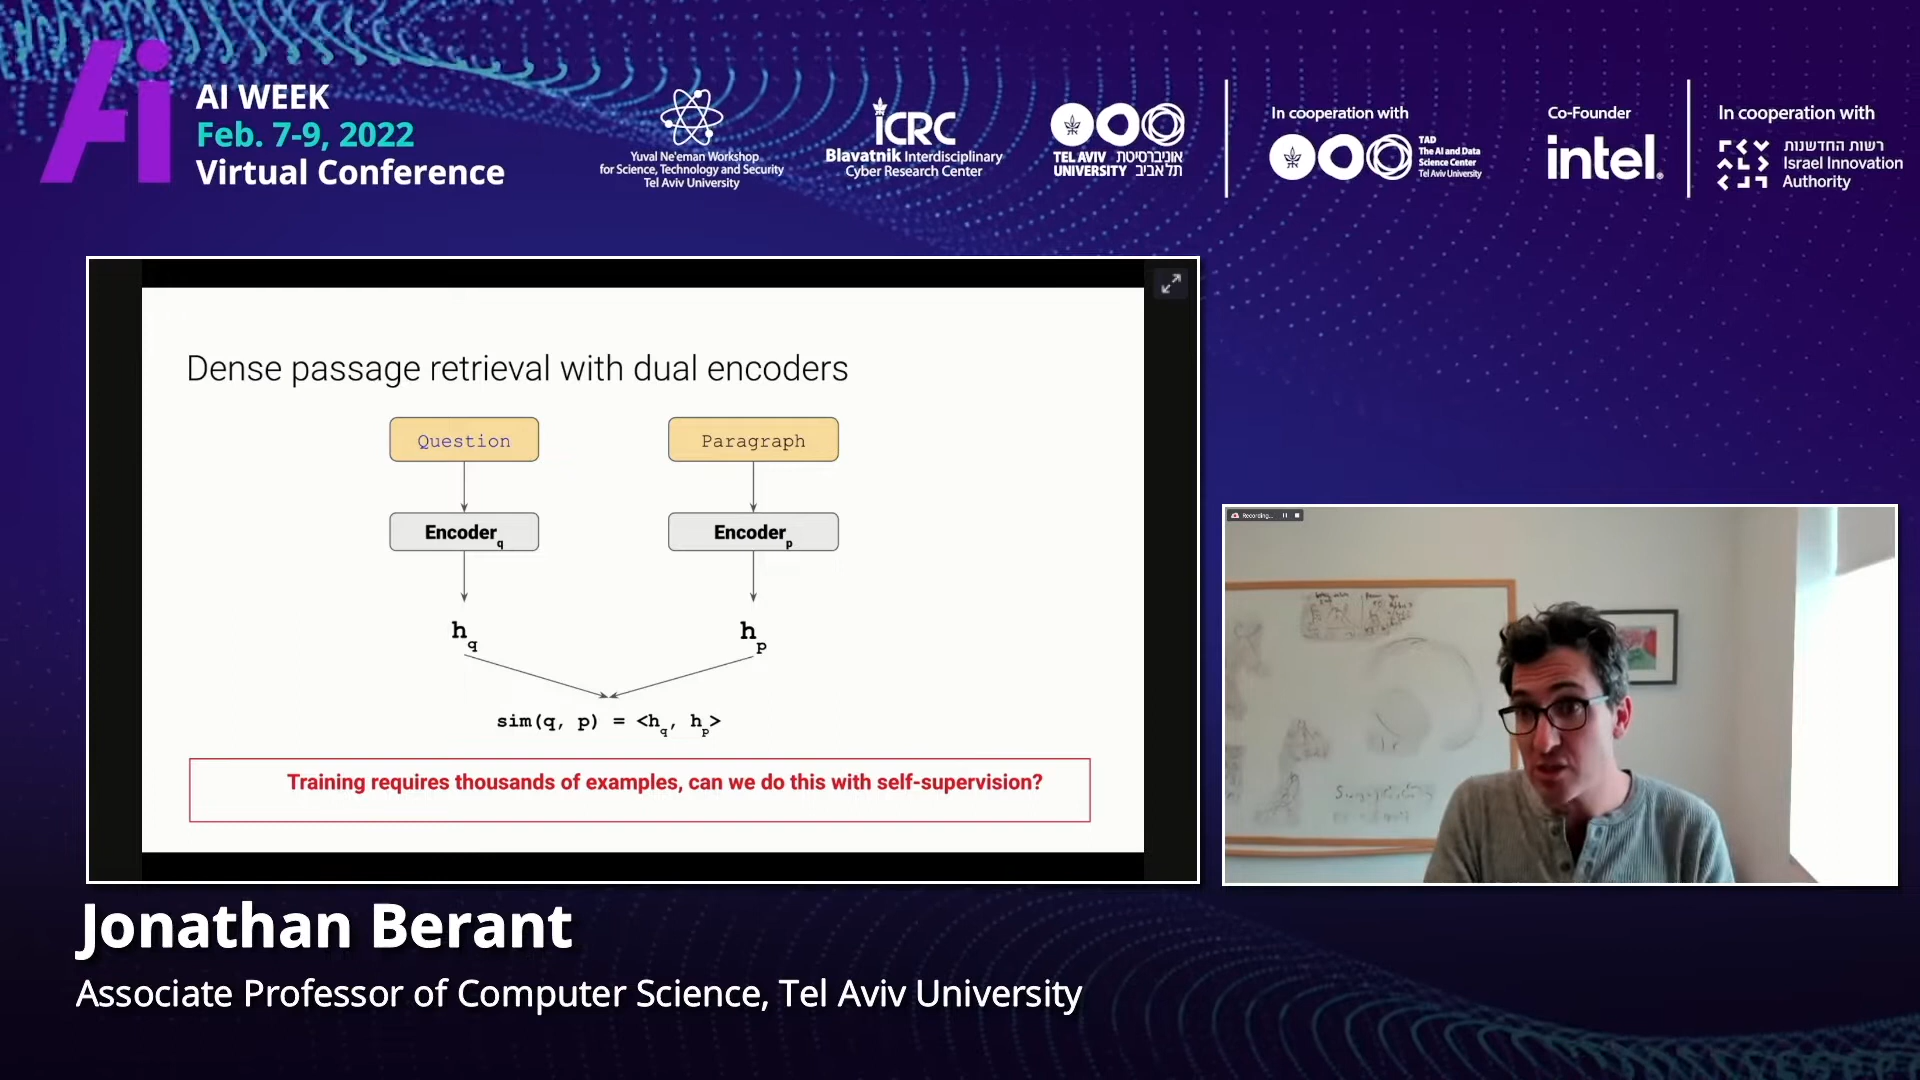 Ai
AI WEEK
Feb. 7-9, 2022
Virtual Conference
Yuval Ne'eman Workshop
for Science, Technology and Security
Tel Aviv University
iCRC
Blavatnik Interdisciplinary
Cyber Research Center
TEL AVIV אוניברסיטת
UNIVERSITY תל אביב
In cooperation with
TAD
The AI and Data
Science Center
Tel Aviv University
Co-Founder
intel.
In cooperation with
רשות החדשנות
Israel Innovation
Authority
Dense passage retrieval with dual encoders
Question
Paragraph
Encoderq
Encoderp
hq
hp
sim(q, p) = <hq, hp>
Training requires thousands of examples, can we do this with self-supervision?
Recording...
Jonathan Berant
Associate Professor of Computer Science, Tel Aviv University